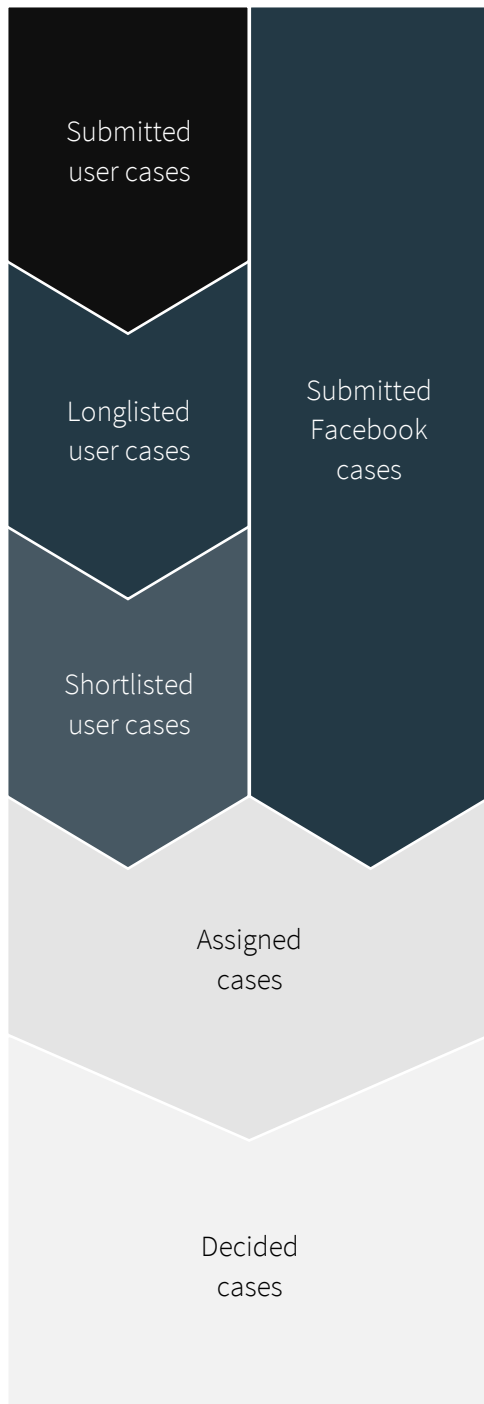 Submitted
user cases
Longlisted
user cases
Submitted
Facebook
cases
Shortlisted
user cases
Assigned
cases
Decided
cases